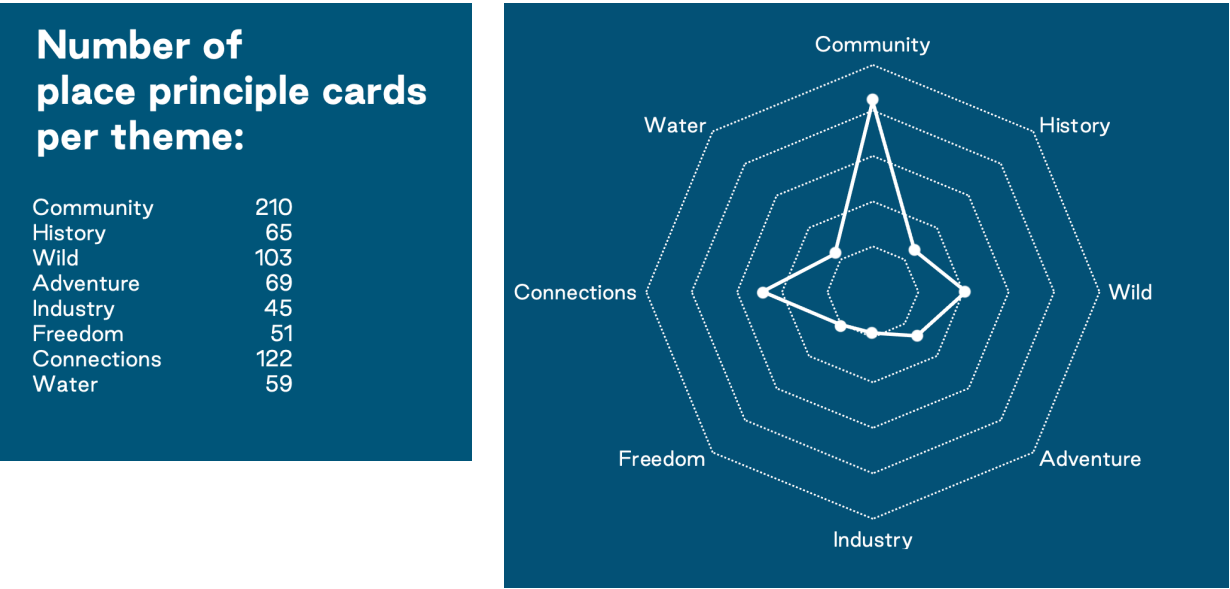 Number of
place principle cards
per theme:
Community 210
History 65
Wild 103
Adventure 69
Industry 45
Freedom 51
Connections 122
Water 59
Community
Water
History
Connections
Wild
Freedom
Adventure
Industry